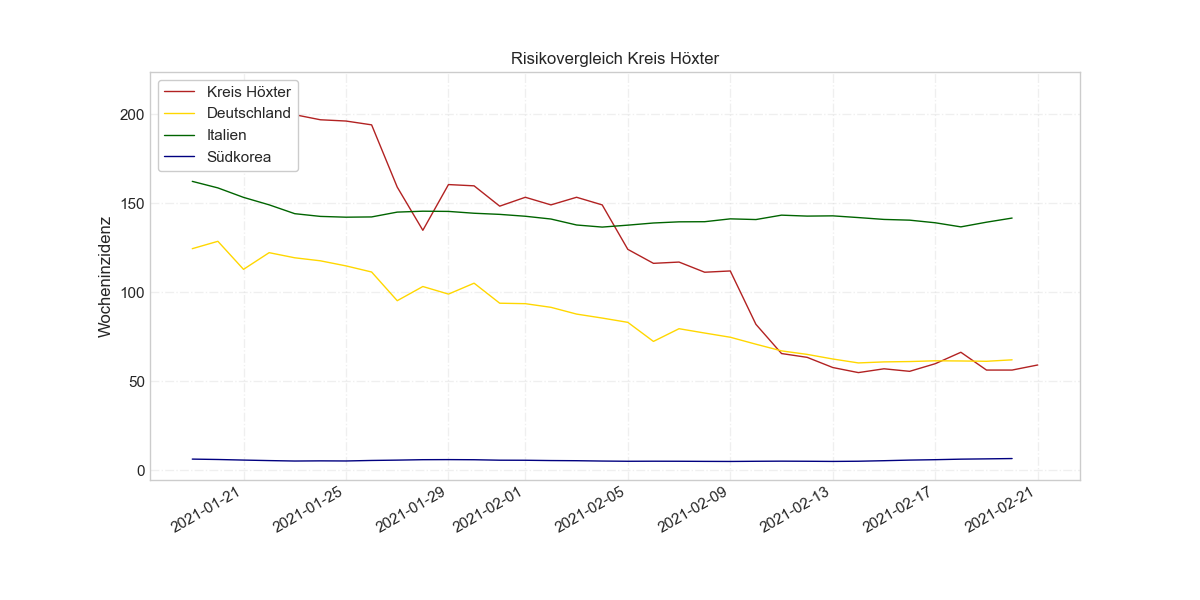 Risikovergleich Kreis Höxter
Kreis Höxter
Deutschland
Italien
Südkorea
Wocheninzidenz
200
150
100
50
0
2021-01-21
2021-01-25
2021-01-29
2021-02-01
2021-02-05
2021-02-09
2021-02-13
2021-02-17
2021-02-21